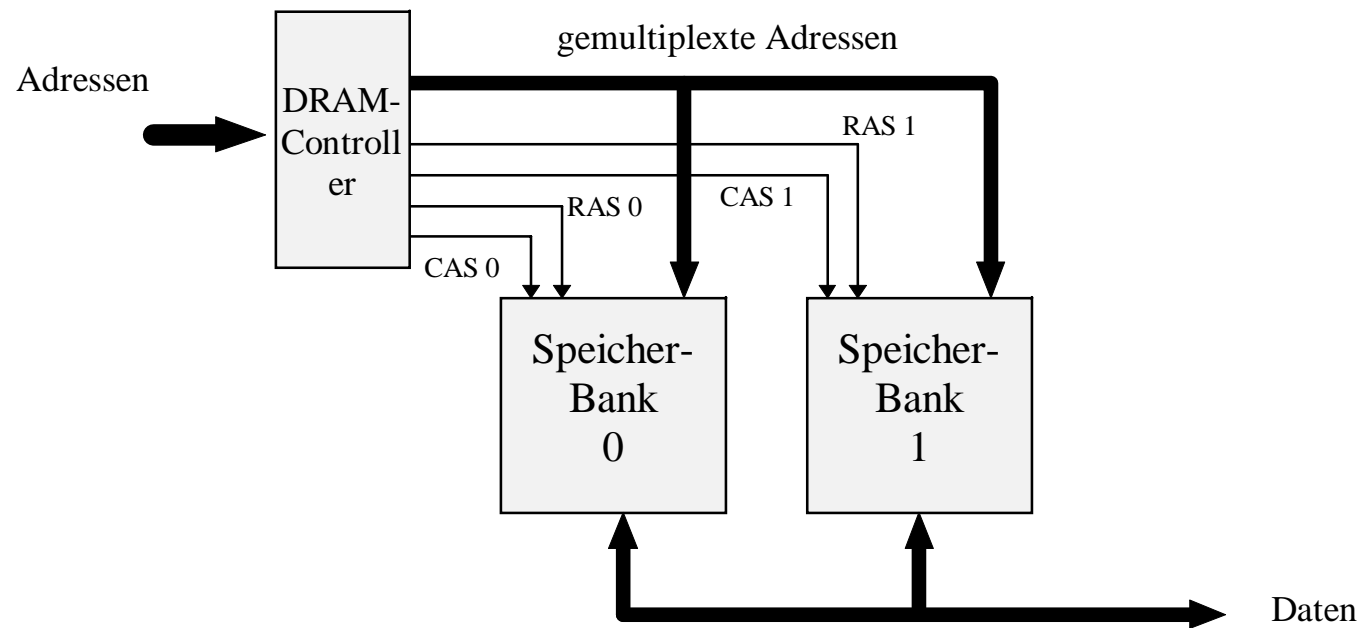 gemultiplexte Adressen
Adressen
DRAM-
Controll
er
RAS 1
CAS 1
RAS 0
CAS 0
Speicher-
Bank
0
Speicher-
Bank
1
Daten